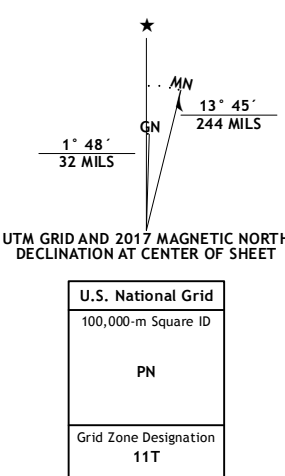 ★
MN
13° 45´
244 MILS
GN
1° 48´
32 MILS
UTM GRID AND 2017 MAGNETIC NORTH
DECLINATION AT CENTER OF SHEET
U.S. National Grid
100,000-m Square ID
PN
Grid Zone Designation
11T